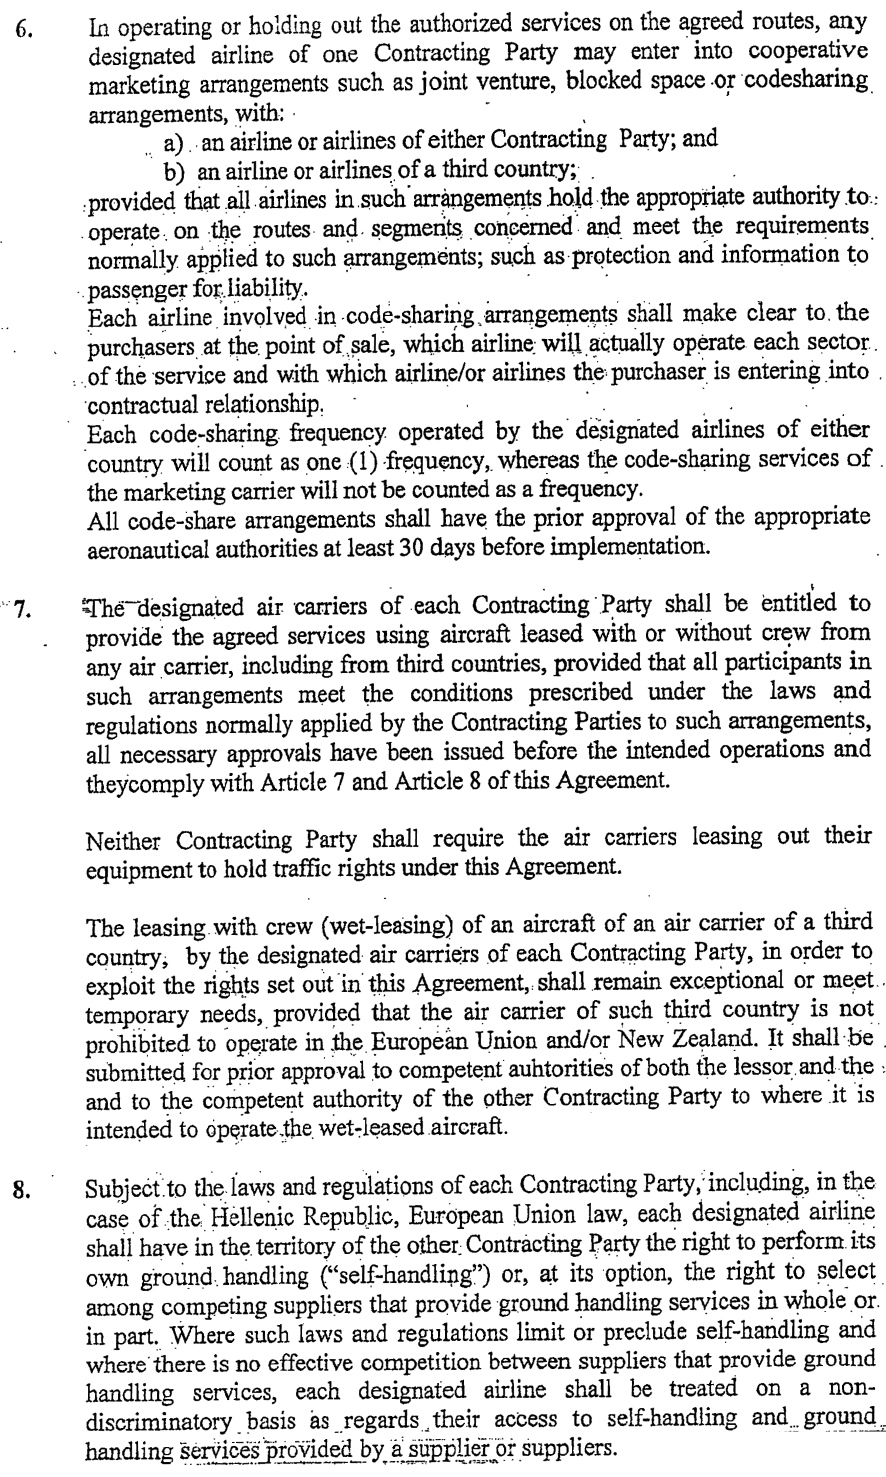 6. In operating or holding out the authorized services on the agreed routes, any
designated airline of one Contracting Party may enter into cooperative
marketing arrangements such as joint venture, blocked space or codesharing
arrangements, with:
a) an airline or airlines of either Contracting Party; and
b) an airline or airlines of a third country;
provided that all airlines in such arrangements hold the appropriate authority to
operate on the routes and segments concerned and meet the requirements
normally applied to such arrangements; such as protection and information to
passenger for liability.
Each airline involved in code-sharing arrangements shall make clear to the
purchasers at the point of sale, which airline will actually operate each sector
of the service and with which airline/or airlines the purchaser is entering into
contractual relationship.
Each code-sharing frequency operated by the designated airlines of either
country will count as one (1) frequency, whereas the code-sharing services of
the marketing carrier will not be counted as a frequency.
All code-share arrangements shall have the prior approval of the appropriate
aeronautical authorities at least 30 days before implementation.
7. The designated air carriers of each Contracting Party shall be entitled to
provide the agreed services using aircraft leased with or without crew from
any air carrier, including from third countries, provided that all participants in
such arrangements meet the conditions prescribed under the laws and
regulations normally applied by the Contracting Parties to such arrangements,
all necessary approvals have been issued before the intended operations and
theycomply with Article 7 and Article 8 of this Agreement.
Neither Contracting Party shall require the air carriers leasing out their
equipment to hold traffic rights under this Agreement.
The leasing with crew (wet-leasing) of an aircraft of an air carrier of a third
country, by the designated air carriers of each Contracting Party, in order to
exploit the rights set out in this Agreement, shall remain exceptional or meet
temporary needs, provided that the air carrier of such third country is not
prohibited to operate in the European Union and/or New Zealand. It shall be
submitted for prior approval to competent auhtorities of both the lessor and the
and to the competent authority of the other Contracting Party to where it is
intended to operate the wet-leased aircraft.
8. Subject to the laws and regulations of each Contracting Party, including, in the
case of the Hellenic Republic, European Union law, each designated airline
shall have in the territory of the other Contracting Party the right to perform its
own ground handling (“self-handling”) or, at its option, the right to select
among competing suppliers that provide ground handling services in whole or
in part. Where such laws and regulations limit or preclude self-handling and
where there is no effective competition between suppliers that provide ground
handling services, each designated airline shall be treated on a non-
discriminatory basis as regards their access to self-handling and ground
handling services provided by a supplier or suppliers.